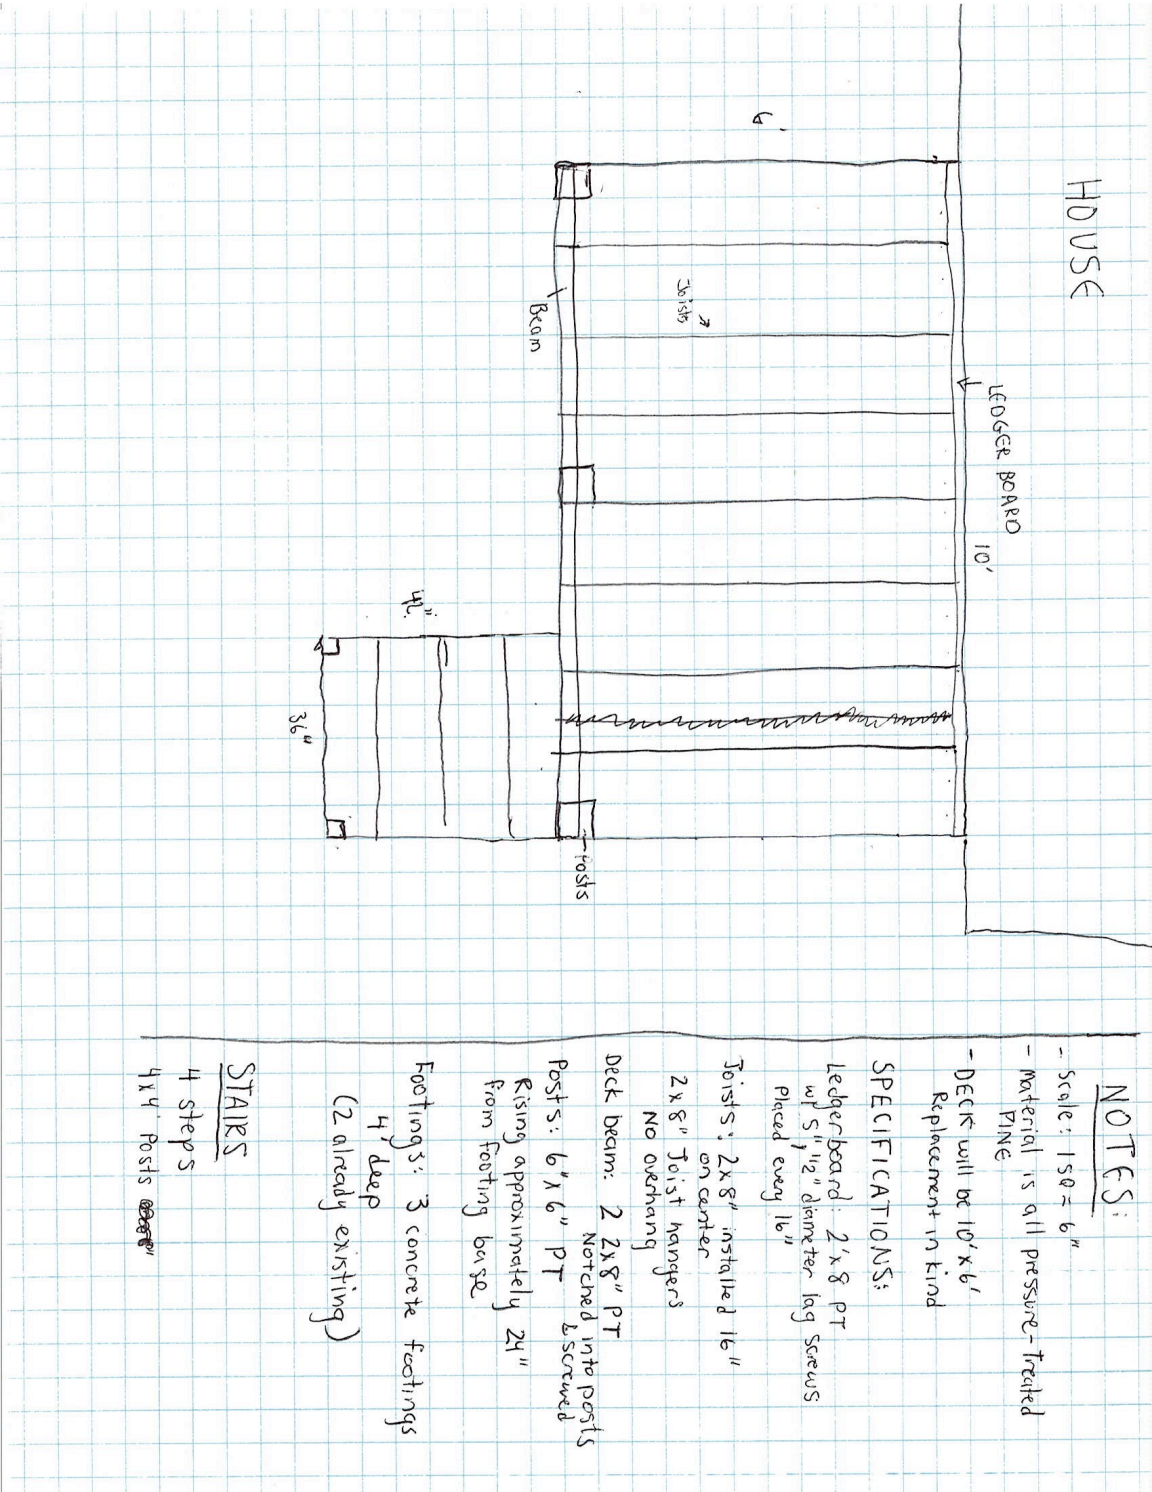 HOUSE
LEDGER BOARD
10'
6'
Joists
Beam
Posts
42"
36"
NOTES:
- Scale: 1 SQ = 6"
- Material is all pressure-treated
PINE
- DECK will be 10'x6'
Replacement in kind
SPECIFICATIONS:
Ledgerboard: 2'x8 PT
w/ 5", 1/2" diameter lag screws
Placed every 16"
Joists: 2x8" installed 16"
on center
2x8" Joist hangers
NO overhang
Deck beam: 2 2x8" PT
Notched into posts
& screwed
Posts: 6"x6" PT
Rising approximately 24"
from footing base
Footings: 3 concrete footings
4' deep
(2 already existing)
STAIRS
4 steps
4x4 Posts